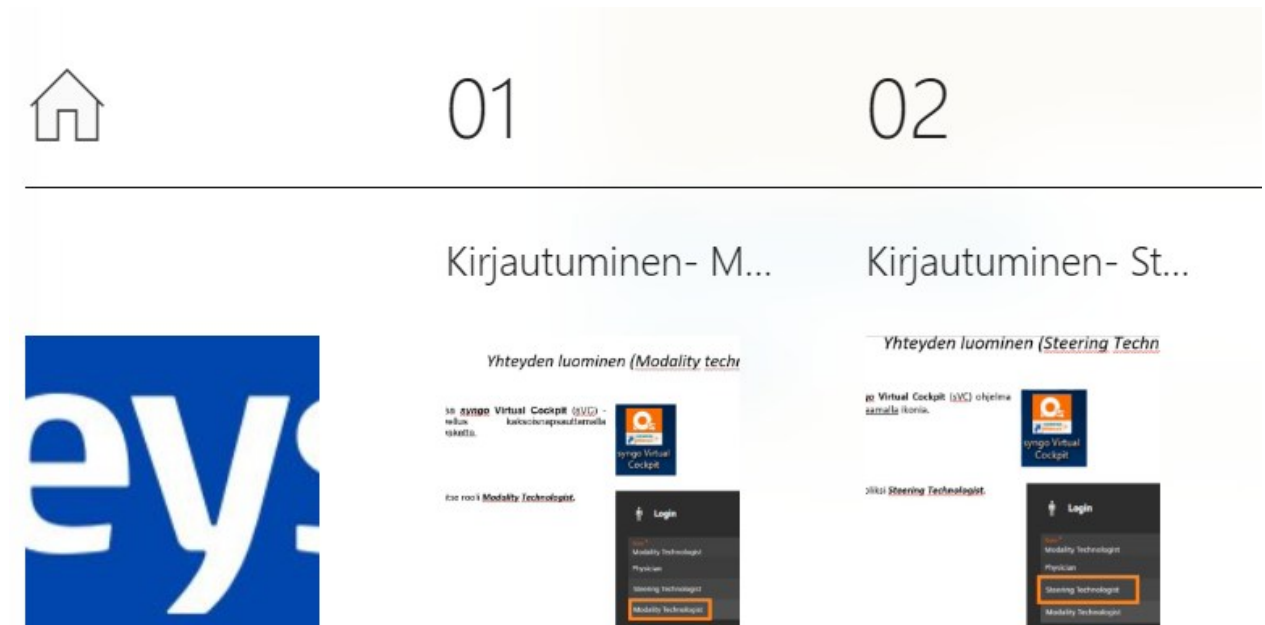 01
02
Kirjautuminen- M...
Kirjautuminen- St...
eys
Yhteyden luominen (Modality techn
syngo Virtual Cockpit (sVC) -
kaksoisnapsauttamalla
rooli Modality Technologist.
syngo Virtual
Cockpit
Login
Modality Technologist
Physician
Steering Technologist
Modality Technologist
Yhteyden luominen (Steering Techn
Virtual Cockpit (sVC) ohjelma
ikonia.
Steering Technologist.
syngo Virtual
Cockpit
Login
Modality Technologist
Physician
Steering Technologist
Modality Technologist